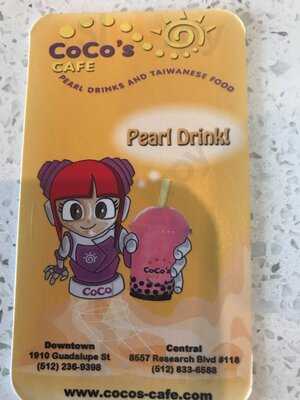 CoCo's
CAFE
PEARL DRINKS AND TAIWANESE FOOD
Pearl Drink!
CoCo's
CoCo
Downtown
1910 Guadalupe St
(512) 236-9398
Central
8557 Research Blvd #118
(512) 833-6588
www.cocos-cafe.com